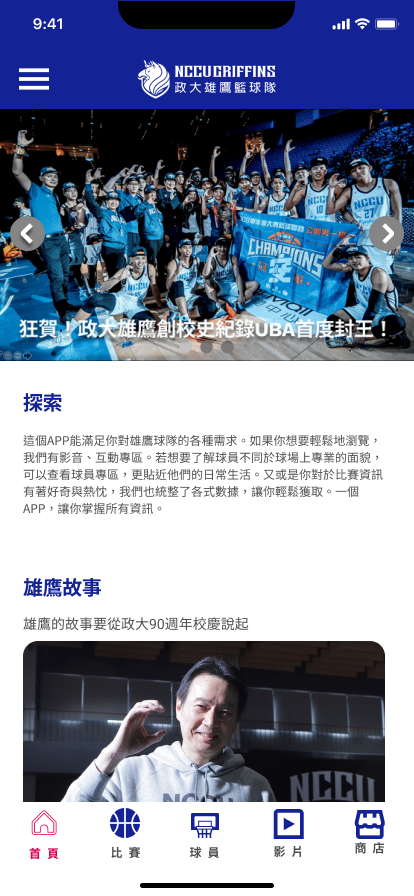 9:41
NCCU GRIFFINS
政大雄鷹籃球隊
CHAMPIONS
NCCU
10
NCCU
27
狂賀！政大雄鷹創校史紀錄UBA首度封王！
探索
這個APP能滿足你對雄鷹球隊的各種需求。如果你想要輕鬆地瀏覽，
我們有影音、互動專區。若想要了解球員不同於球場上專業的面貌，
可以查看球員專區，更貼近他們的日常生活。又或是你對於比賽資訊
有著好奇與熱忱，我們也統整了各式數據，讓你輕鬆獲取。一個
APP，讓你掌握所有資訊。
雄鷹故事
雄鷹的故事要從政大90週年校慶說起
NCCU
NCCU
首頁
比賽
球員
影片
商店